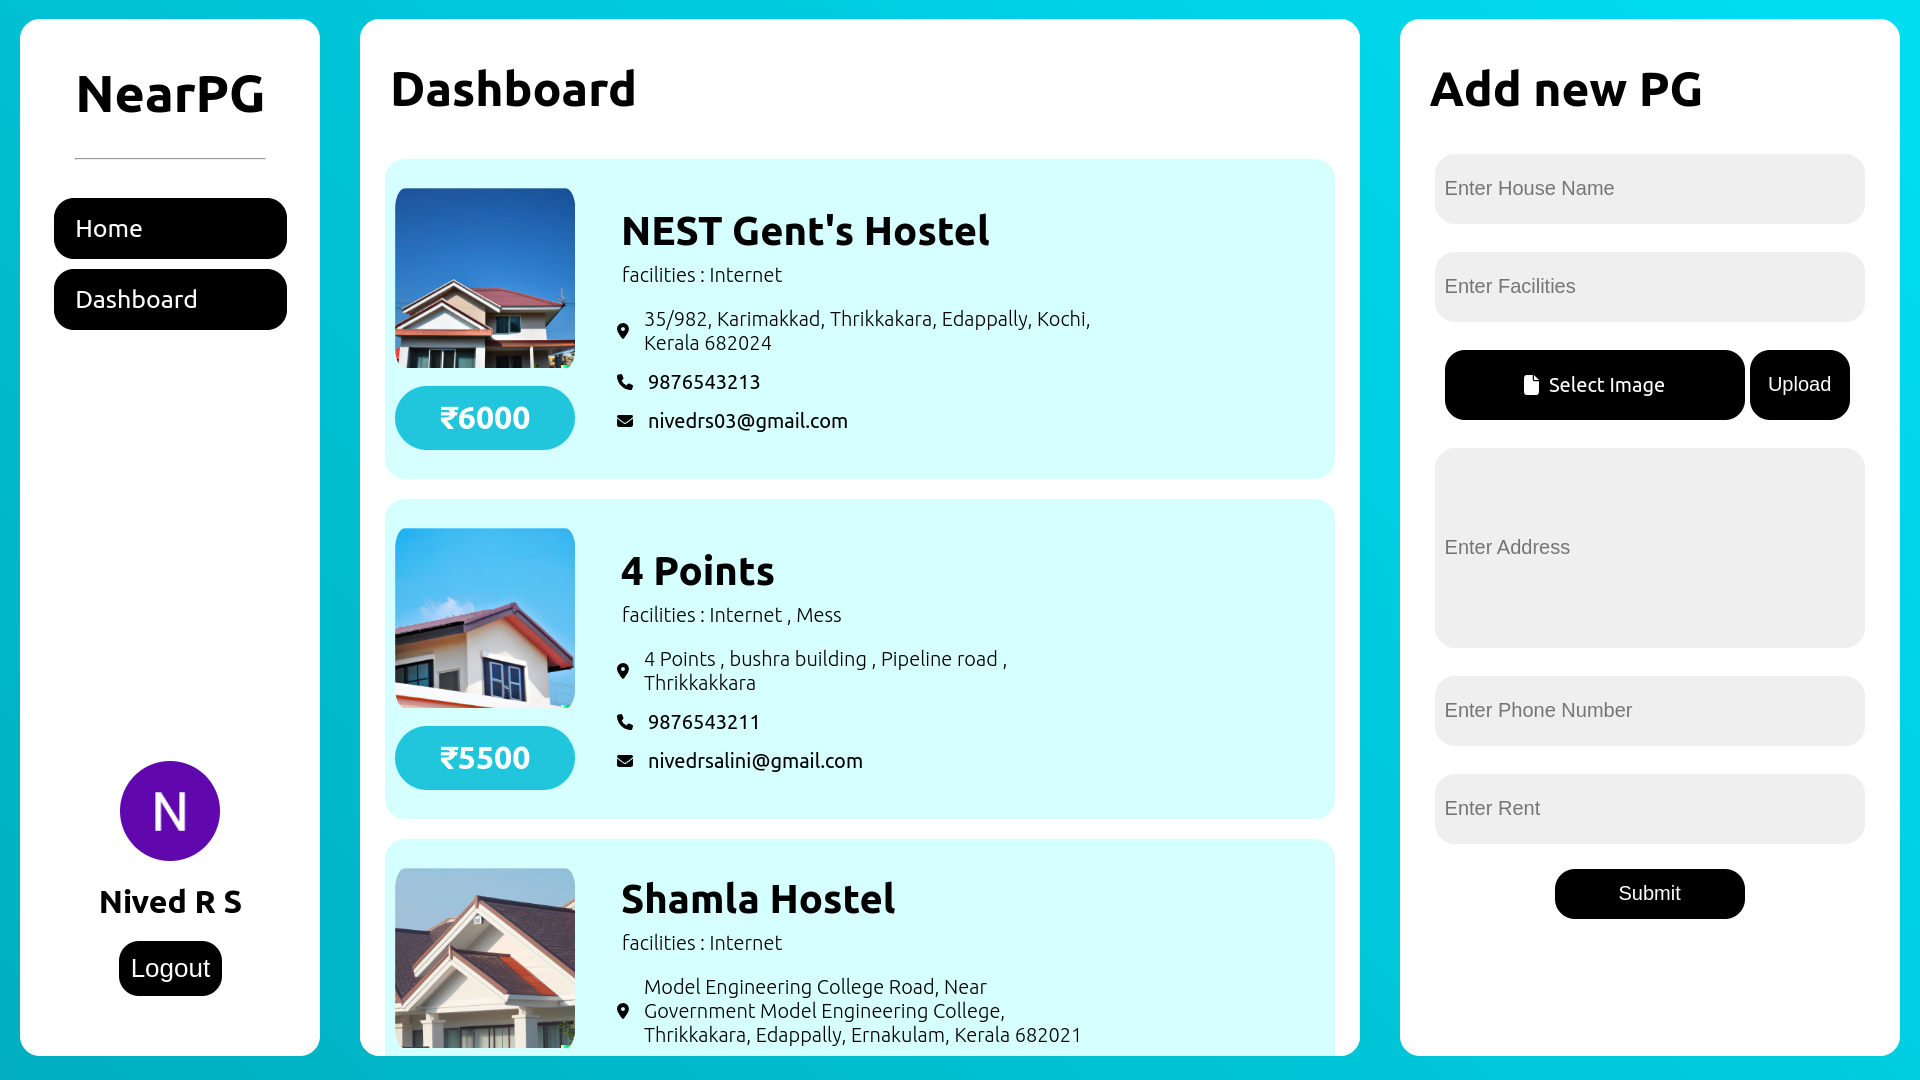 NearPG
Home
Dashboard
N
Nived R S
Logout
Dashboard
NEST Gent's Hostel
facilities : Internet
35/982, Karimakkad, Thrikkakara, Edappally, Kochi,
Kerala 682024
9876543213
nivedrs03@gmail.com
₹6000
4 Points
facilities : Internet , Mess
4 Points , bushra building , Pipeline road ,
Thrikkakkara
9876543211
nivedrsalini@gmail.com
₹5500
Shamla Hostel
facilities : Internet
Model Engineering College Road, Near
Government Model Engineering College,
Thrikkakara, Edappally, Ernakulam, Kerala 682021
Add new PG
Enter House Name
Enter Facilities
Select Image
Upload
Enter Address
Enter Phone Number
Enter Rent
Submit